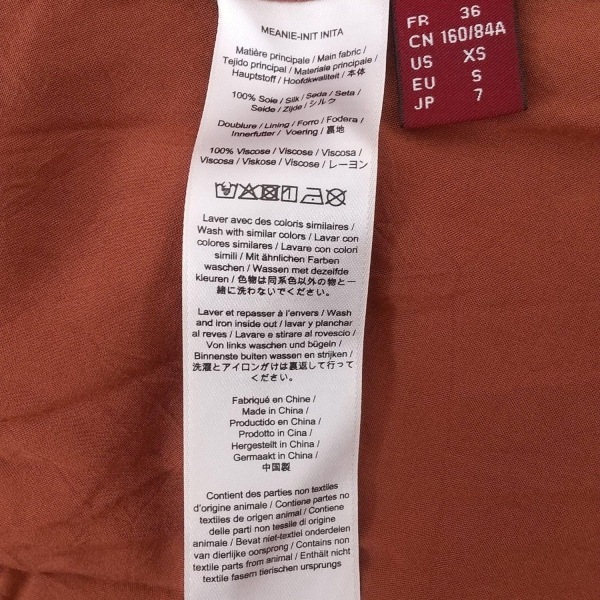 MEANIE-INIT INITA
Matière principale / Main fabric /
Tejido principal / Materiale principale /
Hauptstoff / Hoofdkwaliteit / 本体
100% Soie / Silk / Seda / Seta /
Seide / Zijde / シルク
Doublure / Lining / Forro / Fodera /
Innerfutter / Voering / 裏地
100% Viscose / Viscose / Viscosa /
Viscosa / Viskose / Viscose / レーヨン
Laver avec des coloris similaires /
Wash with similar colors / Lavar con
colores similares / Lavare con colori
simili / Mit ähnlichen Farben
waschen / Wassen met dezelfde
kleuren / 色物は同系色以外の物と一
緒に洗わないでください。
Laver et repasser à l'envers / Wash
and iron inside out / lavar y planchar
al reves / Lavare e stirare al rovescio /
Von links waschen und bügeln /
Binnenste buiten wassen en strijken /
洗濯とアイロンがけは裏返して行って
ください。
Fabriqué en Chine /
Made in China /
Productido en China /
Prodotto in Cina /
Hergestellt in China /
Germaakt in China /
中国製
Contient des parties non textiles
d'origine animale / Contiene partes no
textiles de origen animal / Contiene
delle parti non tessile di origine
animale / Bevat niet-textiel onderdelen
van dierlijke oorsprong / Contains non
textile parts from animal / Enthält nicht
textile fasern tierischen ursprungs
FR 36
CN 160/84A
US XS
EU S
JP 7